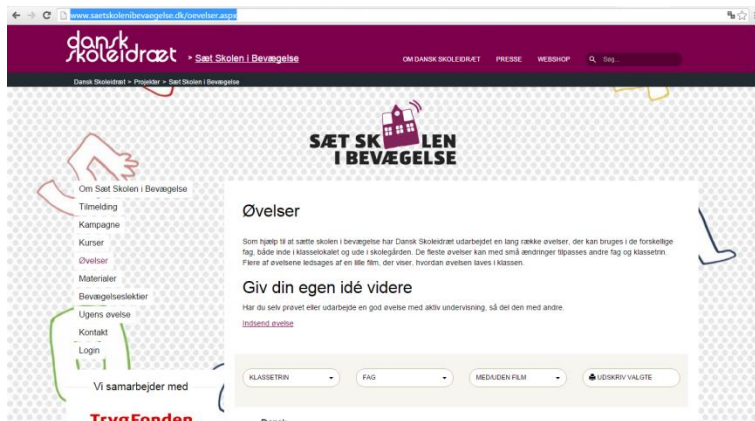 www.saetskolenibevaegelse.dk/oevelser.aspx
dansk
skoleidræt
> Sæt Skolen i Bevægelse
OM DANSK SKOLEIDRÆT PRESSE WEBSHOP Søg...
Dansk Skoleidræt > Projekter > Sæt Skolen i Bevægelse
SÆT SK LEN
I BEVÆGELSE
Om Sæt Skolen i Bevægelse
Tilmelding
Kampagne
Kurser
Øvelser
Materialer
Bevægelseslektier
Ugens øvelse
Kontakt
Login
Vi samarbejder med
TrygFonden
Øvelser
Som hjælp til at sætte skolen i bevægelse har Dansk Skoleidræt udarbejdet en lang række øvelser, der kan bruges i de forskellige
fag, både inde i klasselokalet og ude i skolegården. De fleste øvelser kan med små ændringer tilpasses andre fag og klassetrin.
Flere af øvelserne ledsages af en lille film, der viser, hvordan øvelsen laves i klassen.
Giv din egen idé videre
Har du selv prøvet eller udarbejde en god øvelse med aktiv undervisning, så del den med andre.
Indsend øvelse
KLASSETRIN FAG MED/UDEN FILM UDSKRIV VALGTE
Dansk